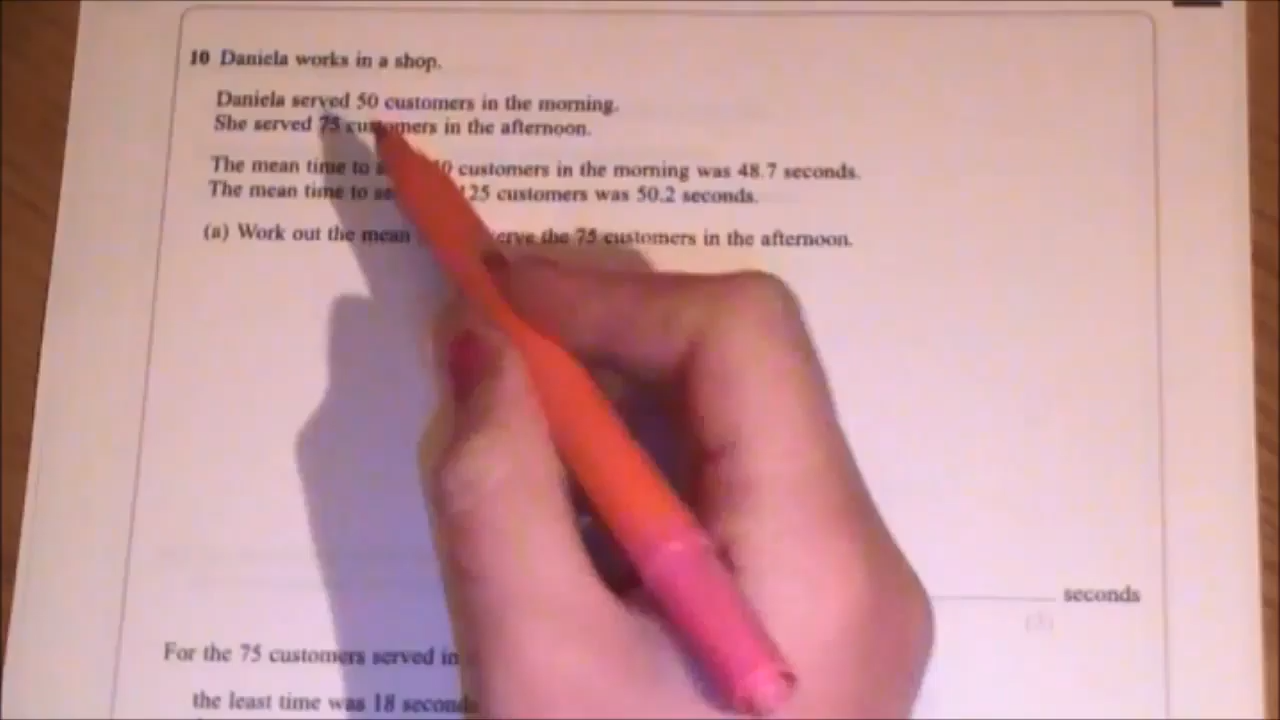 10 Daniela works in a shop.
Daniela served 50 customers in the morning.
She served 75 customers in the afternoon.
The mean time to 50 customers in the morning was 48.7 seconds.
The mean time to 125 customers was 50.2 seconds.
(a) Work out the mean serve the 75 customers in the afternoon.
seconds
For the 75 customers served in
the least time was 18 seconds